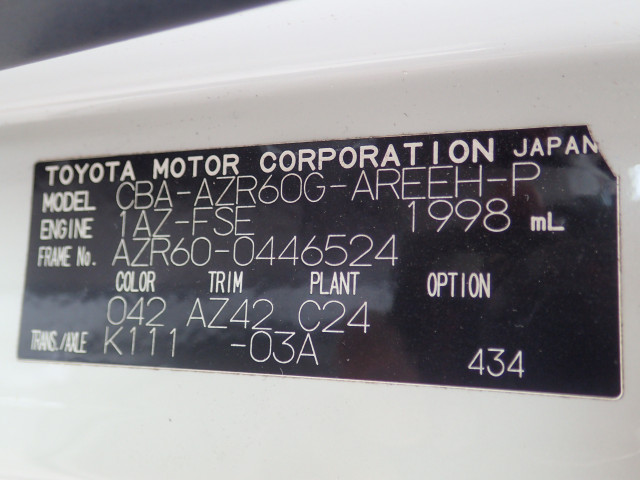 TOYOTA MOTOR CORPORATION JAPAN
MODEL CBA-AZR60G-AREEH-P
ENGINE 1AZ-FSE 1998 mL
FRAME No. AZR60-0446524
COLOR TRIM PLANT OPTION
042 AZ42 C24
TRANS./AXLE K111 -03A
434